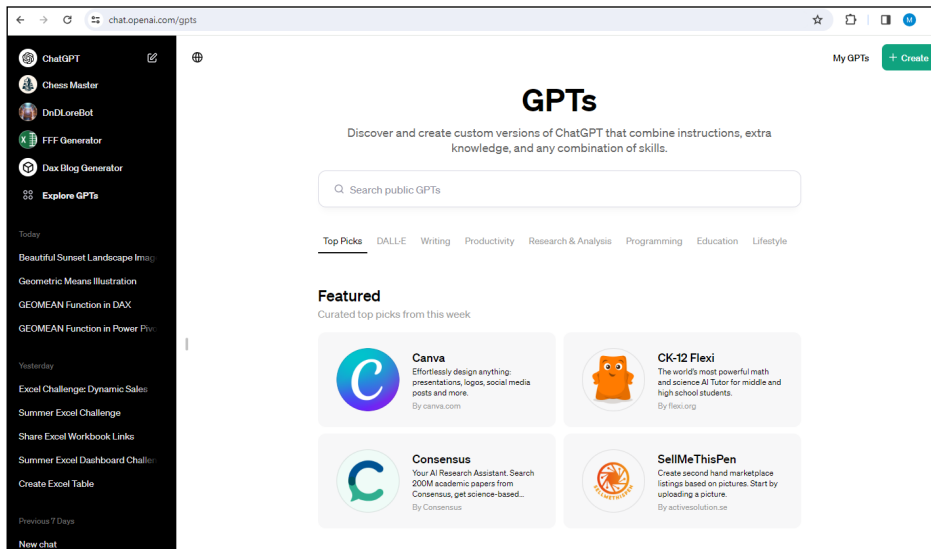 chat.openai.com/gpts
M
ChatGPT
Chess Master
DnDLoreBot
FFF Generator
Dax Blog Generator
Explore GPTs
Today
Beautiful Sunset Landscape Imag
Geometric Means Illustration
GEOMEAN Function in DAX
GEOMEAN Function in Power Pivo
Yesterday
Excel Challenge: Dynamic Sales
Summer Excel Challenge
Share Excel Workbook Links
Summer Excel Dashboard Challen
Create Excel Table
Previous 7 Days
New chat
My GPTs
+ Create
GPTs
Discover and create custom versions of ChatGPT that combine instructions, extra
knowledge, and any combination of skills.
Search public GPTs
Top Picks DALL·E Writing Productivity Research & Analysis Programming Education Lifestyle
Featured
Curated top picks from this week
Canva
Effortlessly design anything:
presentations, logos, social media
posts and more.
By canva.com
CK-12 Flexi
The world's most powerful math
and science AI Tutor for middle and
high school students.
By flexi.org
Consensus
Your AI Research Assistant. Search
200M academic papers from
Consensus, get science-based...
By Consensus
SELLMETHISPEN
SellMeThisPen
Create second hand marketplace
listings based on pictures. Start by
uploading a picture.
By activesolution.se